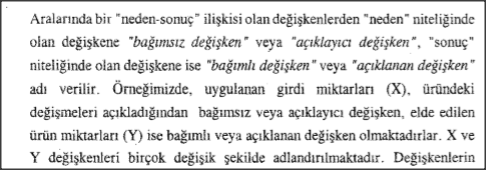 Aralarında bir "neden-sonuç" ilişkisi olan değişkenlerden "neden" niteliğinde
olan değişkene "bağımsız değişken" veya "açıklayıcı değişken", "sonuç"
niteliğinde olan değişkene ise "bağımlı değişken" veya "açıklanan değişken"
adı verilir. Örneğimizde, uygulanan girdi miktarları (X), üründeki
değişmeleri açıkladığından bağımsız veya açıklayıcı değişken, elde edilen
ürün miktarları (Y) ise bağımlı veya açıklanan değişken olmaktadırlar. X ve
Y değişkenleri birçok değişik şekilde adlandırılmaktadır. Değişkenlerin